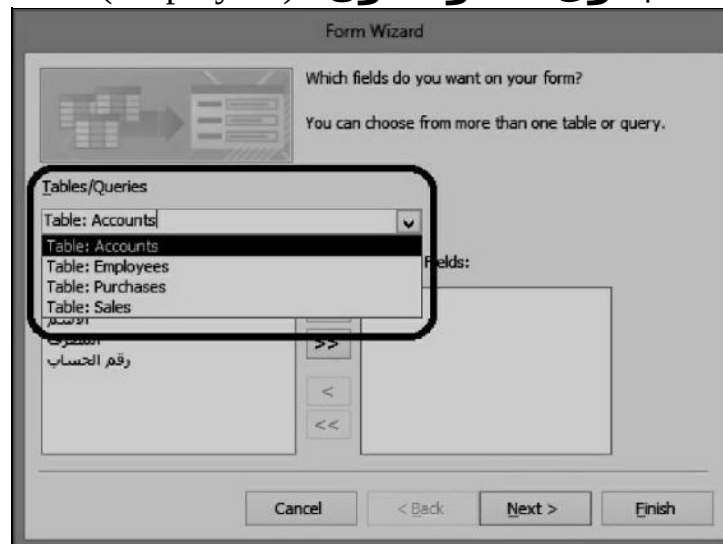 Form Wizard
Which fields do you want on your form?
You can choose from more than one table or query.
Tables/Queries
Table: Accounts
Table: Accounts
Table: Employees
Table: Purchases
Table: Sales
Fields:
الاسم
المصرف
رقم الحساب
>>
<
<<
Cancel
< Back
Next >
Finish